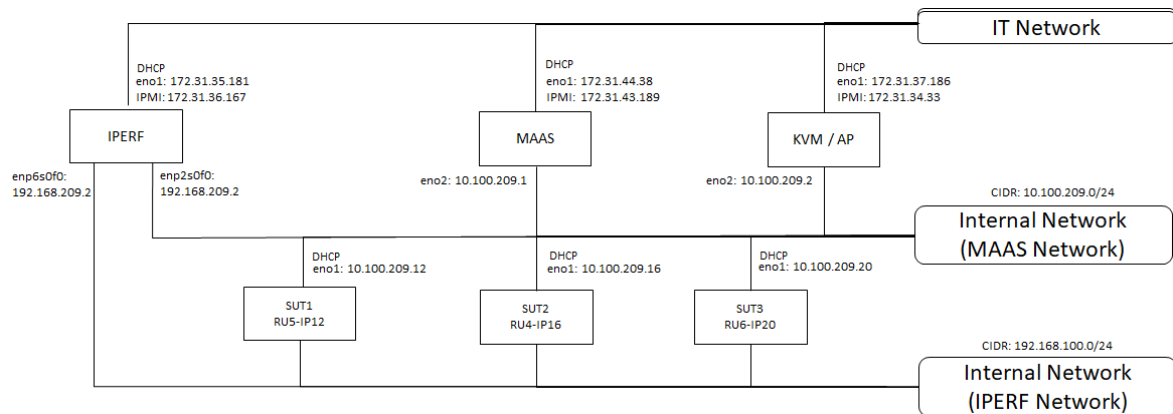 IT Network
DHCP
eno1: 172.31.35.181
IPMI: 172.31.36.167
DHCP
eno1: 172.31.44.38
IPMI: 172.31.43.189
DHCP
eno1: 172.31.37.186
IPMI: 172.31.34.33
IPERF
MAAS
KVM / AP
enp6s0f0:
192.168.209.2
enp2s0f0:
192.168.209.2
eno2: 10.100.209.1
eno2: 10.100.209.2
CIDR: 10.100.209.0/24
Internal Network
(MAAS Network)
DHCP
eno1: 10.100.209.12
DHCP
eno1: 10.100.209.16
DHCP
eno1: 10.100.209.20
SUT1
RU5-IP12
SUT2
RU4-IP16
SUT3
RU6-IP20
CIDR: 192.168.100.0/24
Internal Network
(IPERF Network)